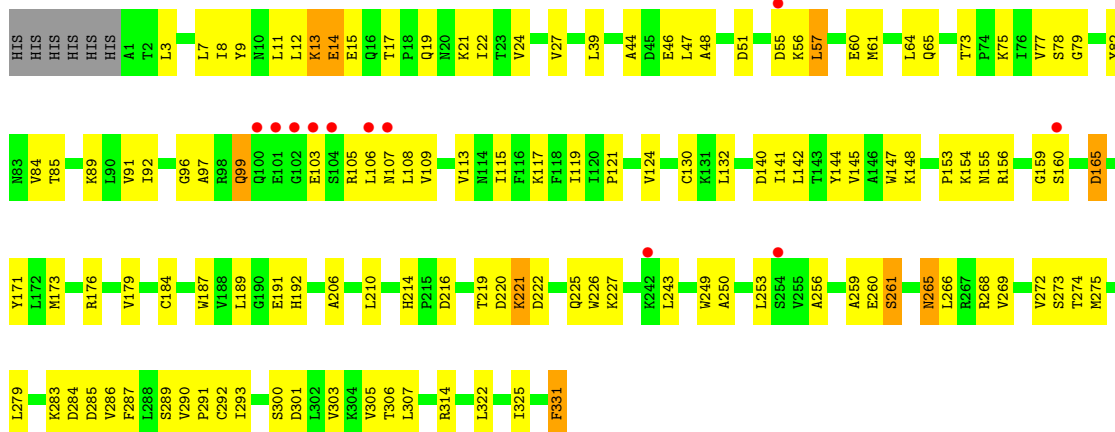 HIS HIS HIS HIS HIS HIS A1 T2 L3 L7 I8 Y9 N10 L11 L12 K13 E14 E15 Q16 T17 P18 Q19 N20 K21 I22 T23 V24 V27 L39 A44 D45 E46 L47 A48 D51 D55 K56 L57 E60 M61 L64 Q65 T73 P74 K75 I76 V77 S78 G79 Y82
N83 V84 T85 K89 L90 V91 I92 G96 A97 R98 Q99 Q100 E101 G102 E103 S104 R105 L106 N107 L108 V109 V113 N114 I115 F116 K117 F118 I119 I120 P121 V124 C130 K131 L132 D140 I141 L142 T143 Y144 V145 A146 W147 K148 P153 K154 N155 R156 G159 S160 D165
Y171 L172 M173 R176 V179 C184 W187 V188 L189 G190 E191 H192 A206 L210 H214 P215 D216 T219 D220 K221 D222 Q225 W226 K227 K242 L243 W249 A250 L253 S254 V255 A256 A259 E260 S261 N265 L266 R267 R268 V269 V272 S273 T274 M275
L279 K283 D284 D285 V286 F287 L288 S289 V290 P291 C292 I293 S300 D301 L302 V303 K304 V305 T306 L307 R314 L322 I325 F331